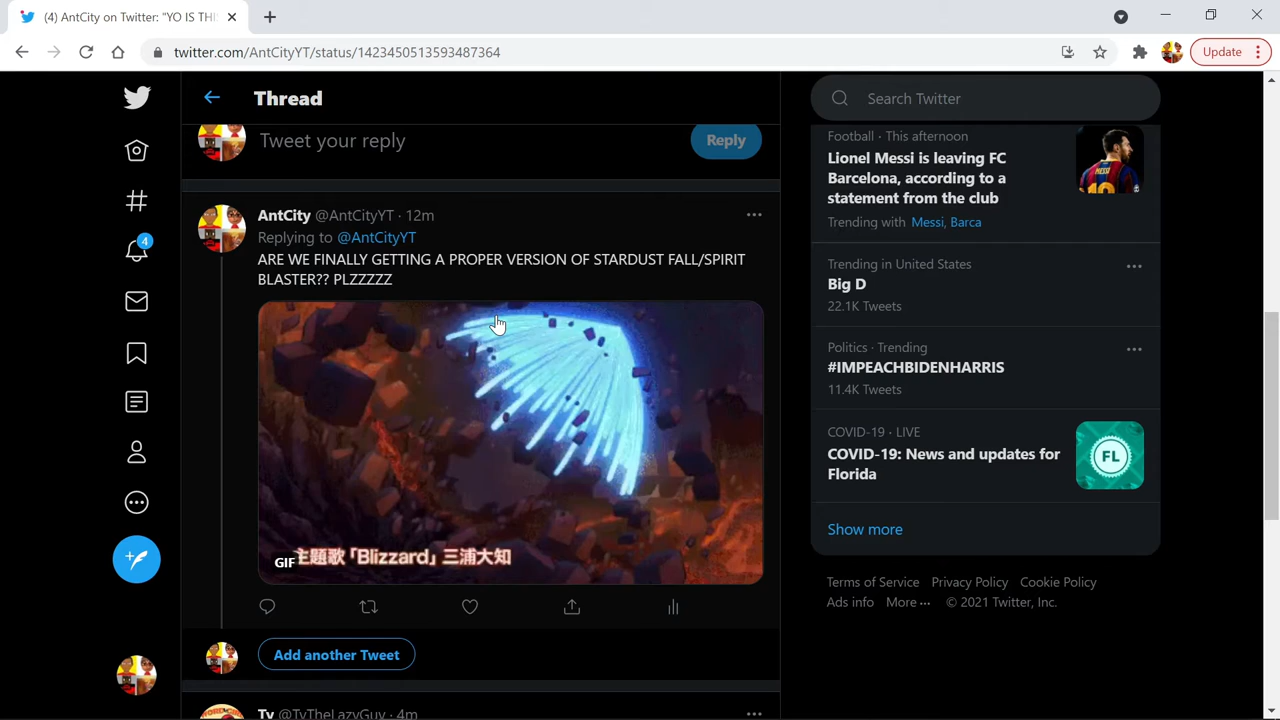 (4) AntCity on Twitter: "YO IS THI
twitter.com/AntCityYT/status/1423450513593487364
Update
Thread
Search Twitter
Tweet your reply
Reply
4
AntCity @AntCityYT · 12m
Replying to @AntCityYT
ARE WE FINALLY GETTING A PROPER VERSION OF STARDUST FALL/SPIRIT
BLASTER?? PLZZZZZ
GIF
主題歌「Blizzard」三浦大知
Add another Tweet
Ty @TyTheLazyGuy · 4m
Football · This afternoon
Lionel Messi is leaving FC
Barcelona, according to a
statement from the club
Trending with Messi, Barca
Trending in United States
Big D
22.1K Tweets
Politics · Trending
#IMPEACHBIDENHARRIS
11.4K Tweets
COVID-19 · LIVE
COVID-19: News and updates for
Florida
FL
Show more
Terms of Service Privacy Policy Cookie Policy
Ads info More ··· © 2021 Twitter, Inc.